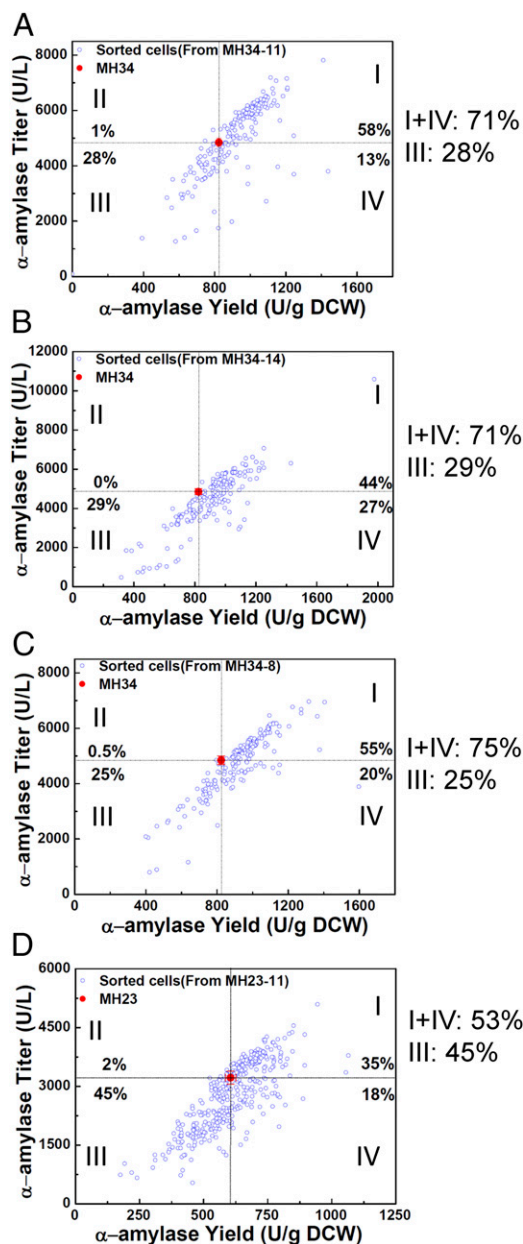 A
α−amylase Titer (U/L)
8000
6000
4000
2000
0
Sorted cells(From MH34-11)
MH34
I
II
1%
58%
28%
13%
III
IV
0 400 800 1200 1600
α−amylase Yield (U/g DCW)
I+IV: 71%
III: 28%
B
α−amylase Titer (U/L)
12000
10000
8000
6000
4000
2000
0
Sorted cells(From MH34-14)
MH34
I
II
0%
44%
29%
27%
III
IV
0 400 800 1200 1600 2000
α−amylase Yield (U/g DCW)
I+IV: 71%
III: 29%
C
α−amylase Titer (U/L)
8000
6000
4000
2000
0
Sorted cells(From MH34-8)
MH34
I
II
0.5%
55%
25%
20%
III
IV
0 400 800 1200 1600
α−amylase Yield (U/g DCW)
I+IV: 75%
III: 25%
D
α−amylase Titer (U/L)
6000
4500
3000
1500
0
Sorted cells(From MH23-11)
MH23
I
II
2%
35%
45%
18%
III
IV
0 250 500 750 1000 1250
α−amylase Yield (U/g DCW)
I+IV: 53%
III: 45%